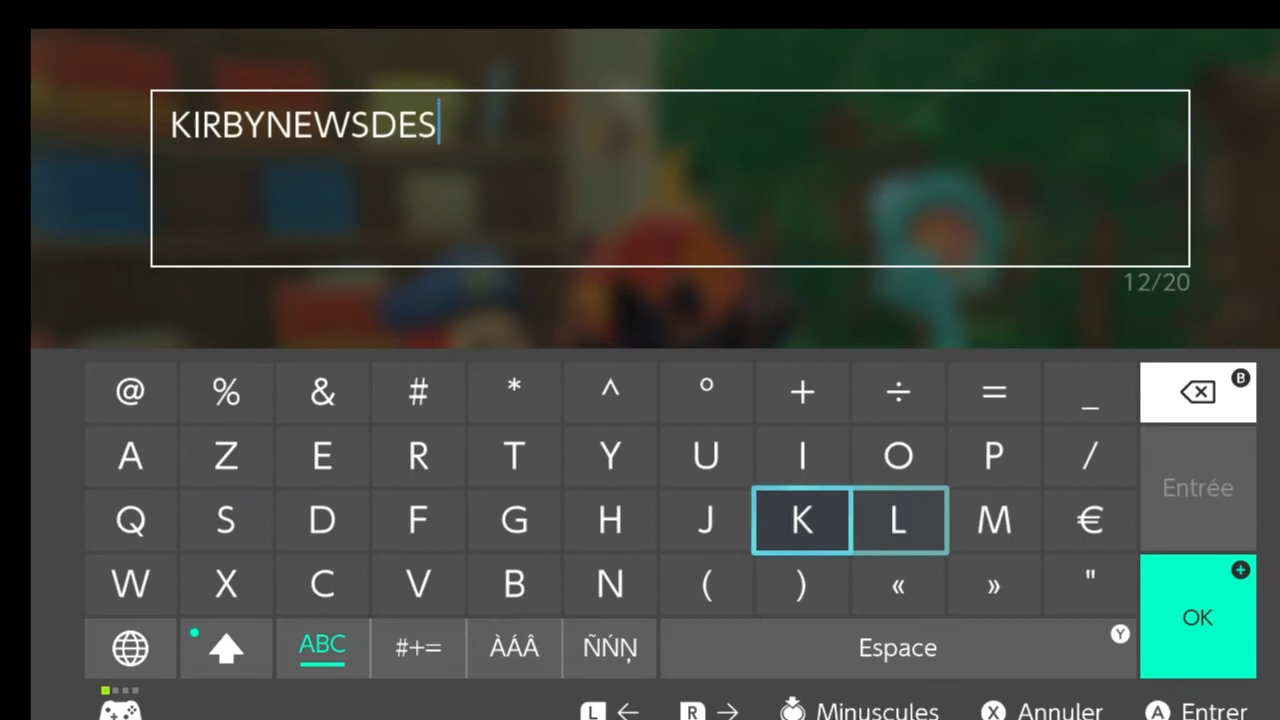 KIRBYNEWSDES
12/20
@ % & # * ^ ° + ÷ = _ B
A Z E R T Y U I O P / Entrée
Q S D F G H J K L M €
W X C V B N ( ) « » " + OK
ABC #+= ÀÁÂ ÑŃŅ Espace Y
L ← R → Minuscules X Annuler A Entrer